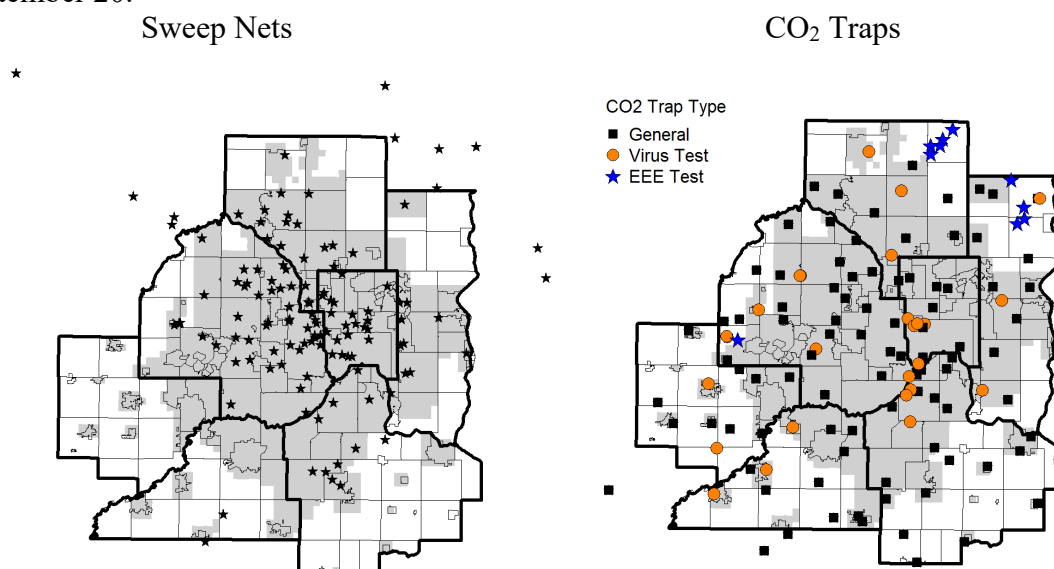 Sweep Nets
CO2 Traps
CO2 Trap Type
General
Virus Test
EEE Test